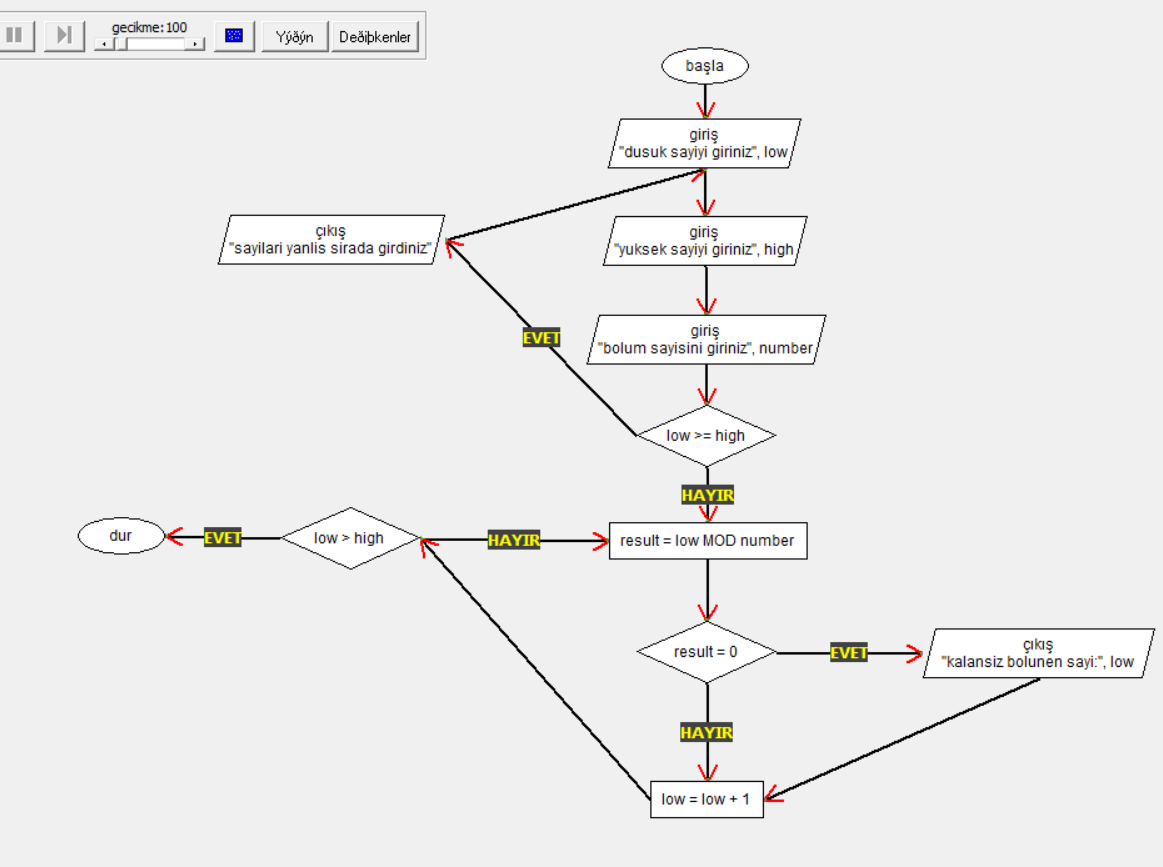 gecikme:100
Yýðýn
Deðiþkenler
başla
giriş
"dusuk sayiyi giriniz", low
çıkış
"sayilari yanlis sirada girdiniz"
giriş
"yuksek sayiyi giriniz", high
EVET
giriş
"bolum sayisini giriniz", number
low >= high
HAYIR
dur
EVET
low > high
HAYIR
result = low MOD number
result = 0
EVET
çıkış
"kalansiz bolunen sayi:", low
HAYIR
low = low + 1